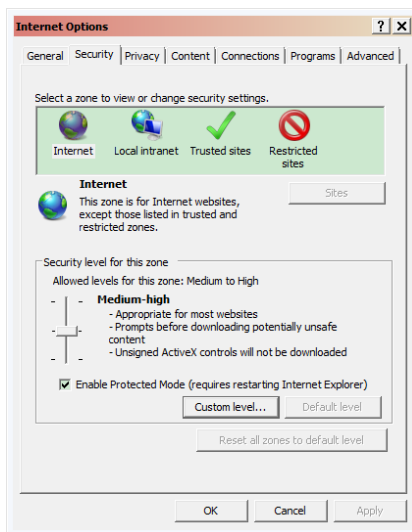 Internet Options
? X
General Security Privacy Content Connections Programs Advanced
Select a zone to view or change security settings.
Internet Local intranet Trusted sites Restricted
sites
Internet
Sites
This zone is for Internet websites,
except those listed in trusted and
restricted zones.
Security level for this zone
Allowed levels for this zone: Medium to High
Medium-high
- Appropriate for most websites
- Prompts before downloading potentially unsafe
content
- Unsigned ActiveX controls will not be downloaded
Enable Protected Mode (requires restarting Internet Explorer)
Custom level... Default level
Reset all zones to default level
OK Cancel Apply